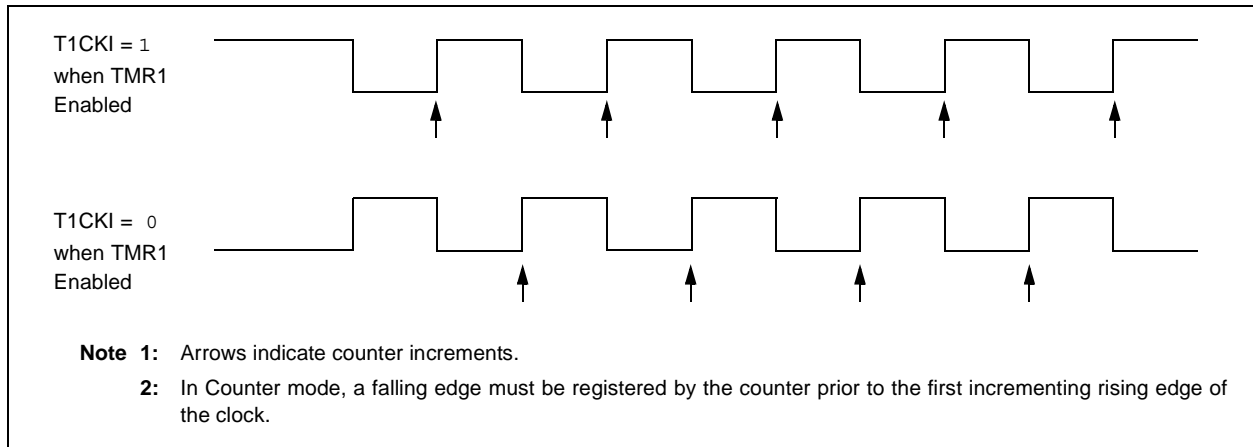 T1CKI = 1
when TMR1
Enabled
T1CKI = 0
when TMR1
Enabled
Note 1: Arrows indicate counter increments.
2: In Counter mode, a falling edge must be registered by the counter prior to the first incrementing rising edge of
the clock.